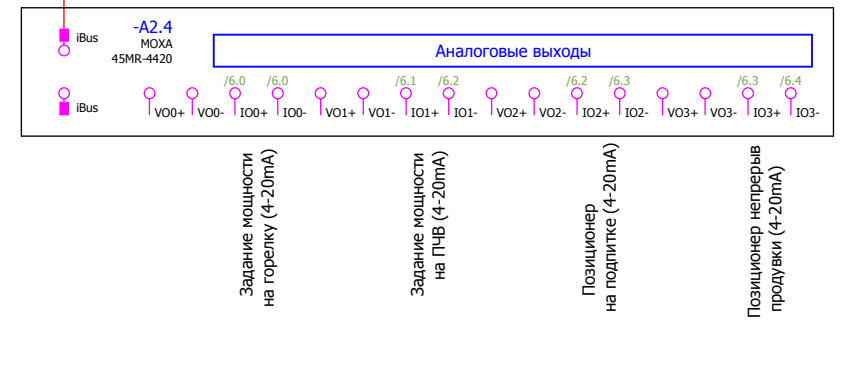 -A2.4
iBus
MOXA
45MR-4420
Аналоговые выходы
/6.0 /6.0 /6.1 /6.2 /6.2 /6.3 /6.3 /6.4
iBus
VO0+ VO0- IO0+ IO0- VO1+ VO1- IO1+ IO1- VO2+ VO2- IO2+ IO2- VO3+ VO3- IO3+ IO3-
Задание мощности
на горелку (4-20mA)
Задание мощности
на ПЧВ (4-20mA)
Позиционер
на подпитке (4-20mA)
Позиционер непрерыв
продувки (4-20mA)